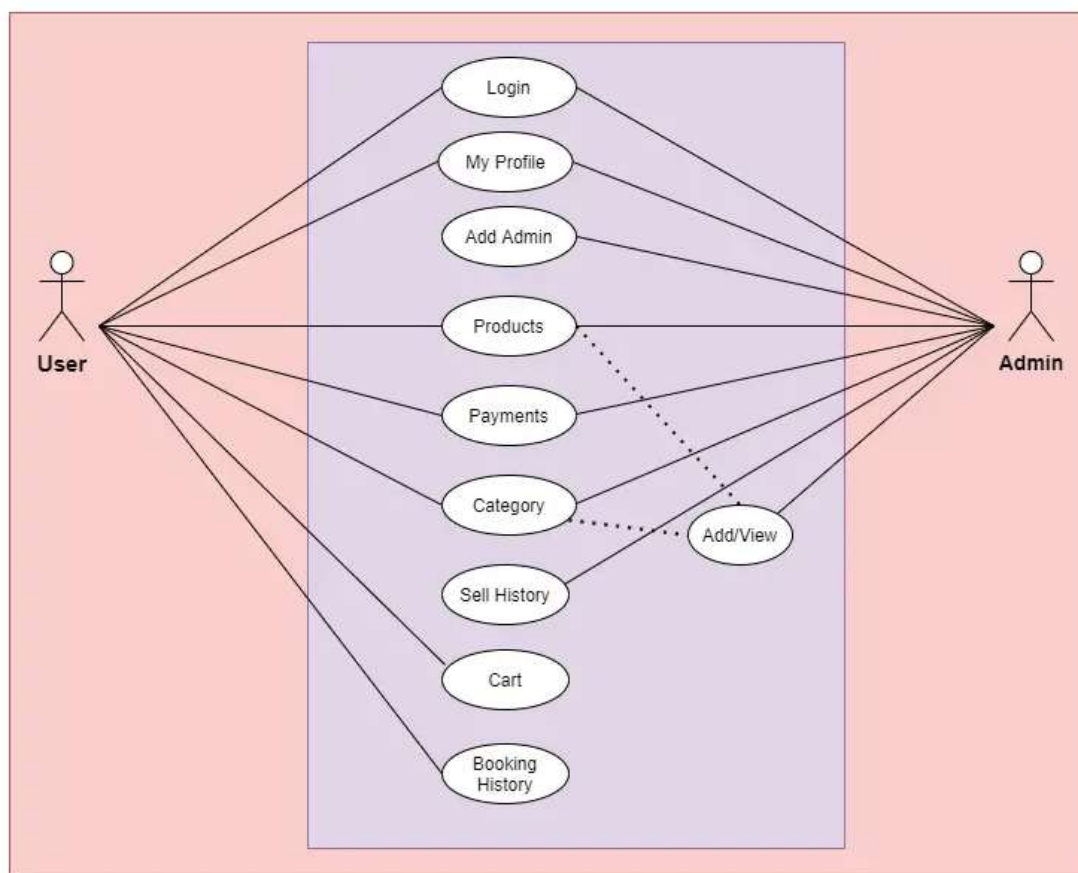 Login
My Profile
Add Admin
Products
User
Admin
Payments
Category
Add/View
Sell History
Cart
Booking
History